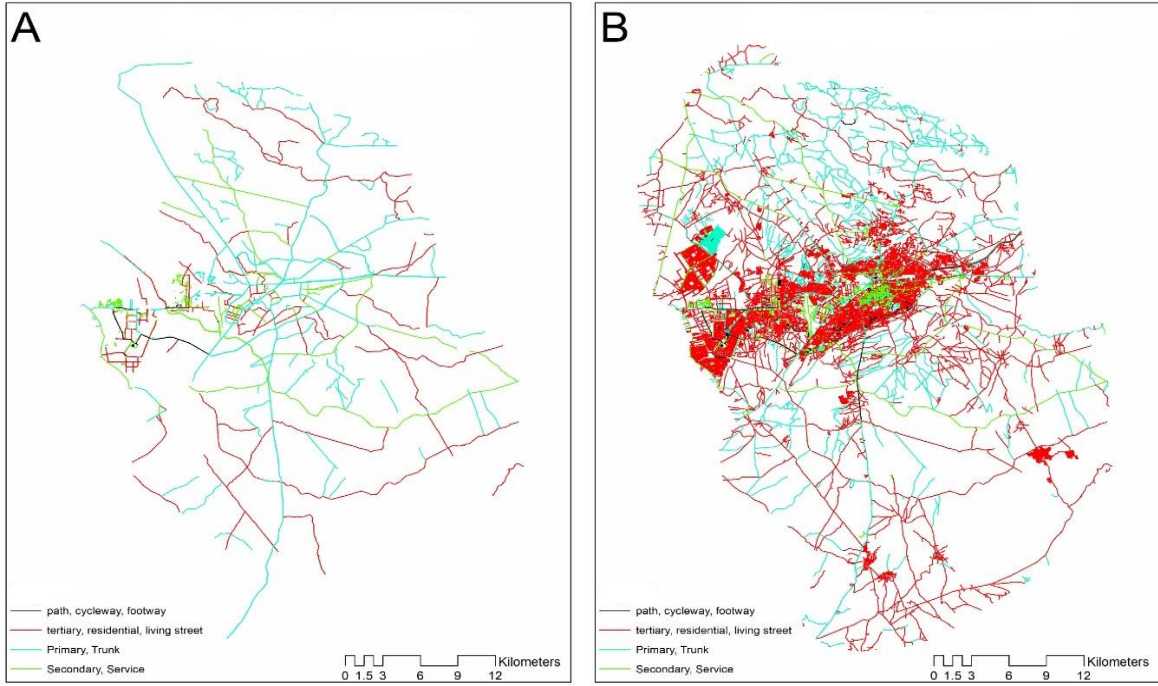 A
path, cycleway, footway
tertiary, residential, living street
Primary, Trunk
Secondary, Service
Kilometers
0 1.5 3 6 9 12
B
path, cycleway, footway
tertiary, residential, living street
Primary, Trunk
Secondary, Service
Kilometers
0 1.5 3 6 9 12